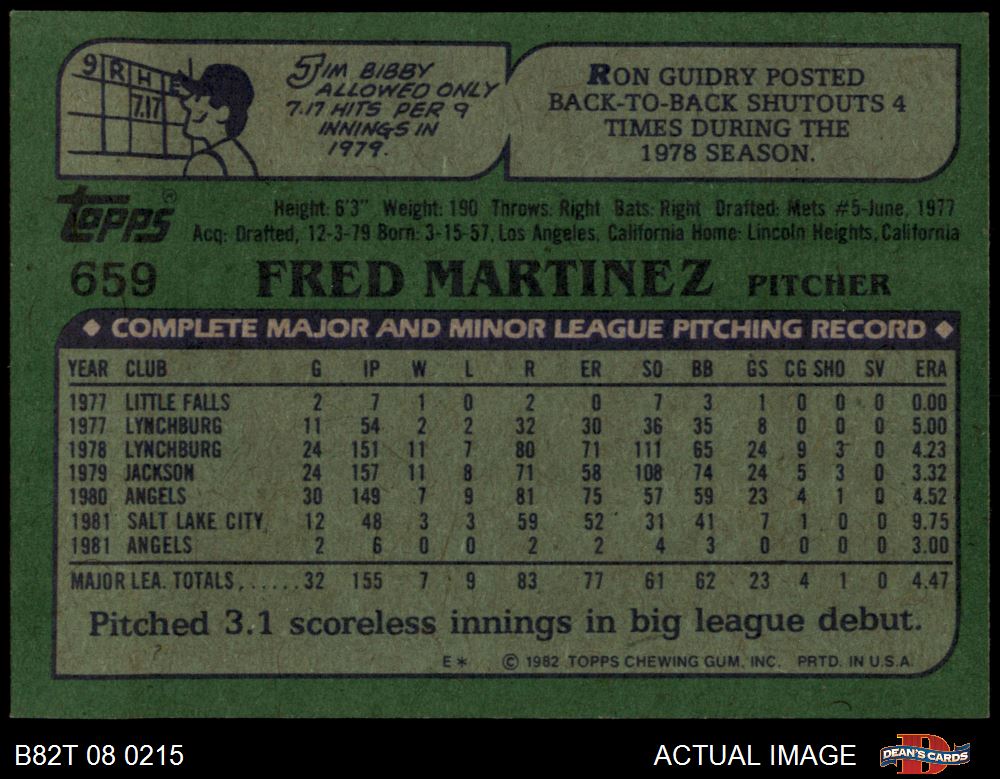 9 R H E
7.17
JIM BIBBY
ALLOWED ONLY
7.17 HITS PER 9
INNINGS IN
1979.
RON GUIDRY POSTED
BACK-TO-BACK SHUTOUTS 4
TIMES DURING THE
1978 SEASON.
TOPPS®
Height: 6'3" Weight: 190 Throws: Right Bats: Right Drafted: Mets #5-June, 1977
Acq: Drafted, 12-3-79 Born: 3-15-57, Los Angeles, California Home: Lincoln Heights, California
659 FRED MARTINEZ PITCHER
◆ COMPLETE MAJOR AND MINOR LEAGUE PITCHING RECORD ◆
YEAR CLUB G IP W L R ER SO BB GS CG SHO SV ERA
1977 LITTLE FALLS 2 7 1 0 2 0 7 3 1 0 0 0 0.00
1977 LYNCHBURG 11 54 2 2 32 30 36 35 8 0 0 0 5.00
1978 LYNCHBURG 24 151 11 7 80 71 111 65 24 9 3 0 4.23
1979 JACKSON 24 157 11 8 71 58 108 74 24 5 3 0 3.32
1980 ANGELS 30 149 7 9 81 75 57 59 23 4 1 0 4.52
1981 SALT LAKE CITY 12 48 3 3 59 52 31 41 7 1 0 0 9.75
1981 ANGELS 2 6 0 0 2 2 4 3 0 0 0 0 3.00
MAJOR LEA. TOTALS,...... 32 155 7 9 83 77 61 62 23 4 1 0 4.47
Pitched 3.1 scoreless innings in big league debut.
E* © 1982 TOPPS CHEWING GUM, INC. PRTD. IN U.S.A.
B82T 08 0215 ACTUAL IMAGE DEAN'S CARDS